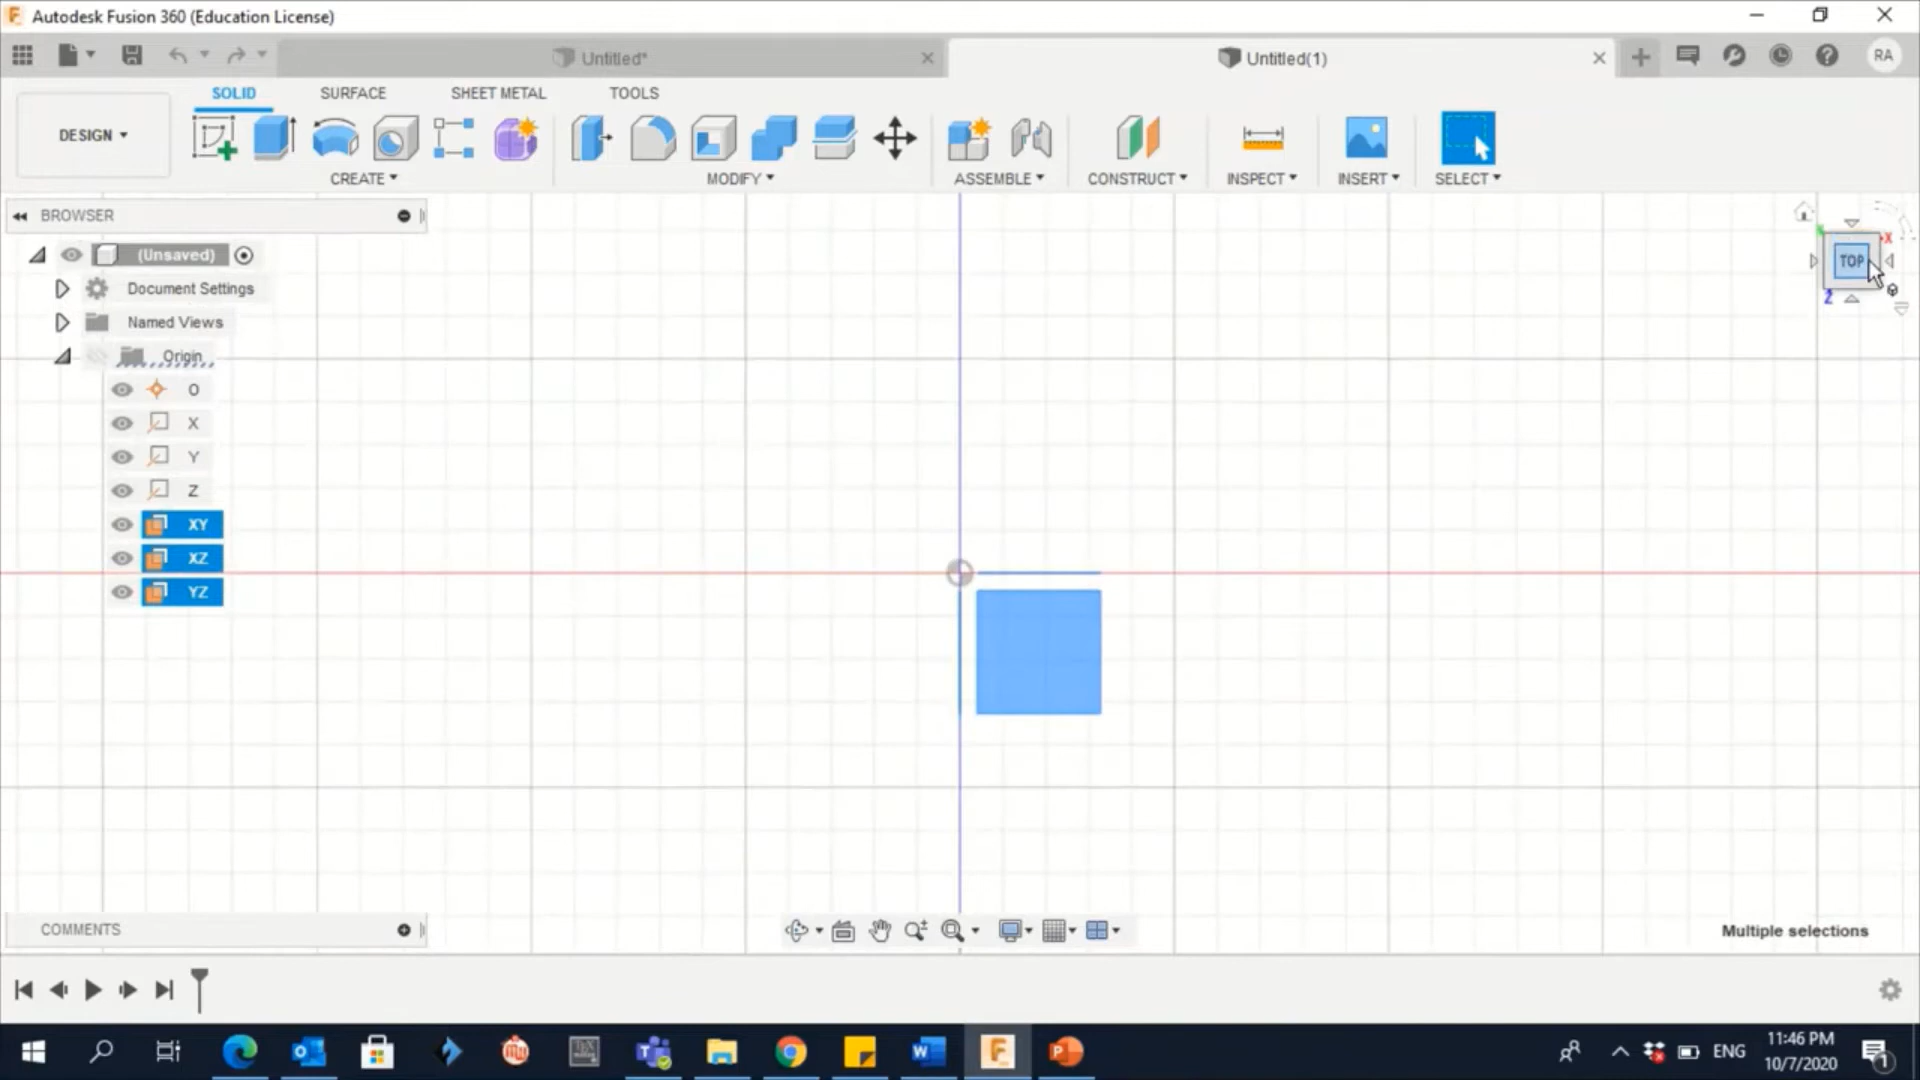 Autodesk Fusion 360 (Education License)
Untitled*
Untitled(1)
RA
SOLID
SURFACE
SHEET METAL
TOOLS
DESIGN
CREATE
MODIFY
ASSEMBLE
CONSTRUCT
INSPECT
INSERT
SELECT
BROWSER
(Unsaved)
Document Settings
Named Views
Origin
O
X
Y
Z
XY
XZ
YZ
TOP
X
Z
COMMENTS
Multiple selections
ENG
11:46 PM
10/7/2020
1